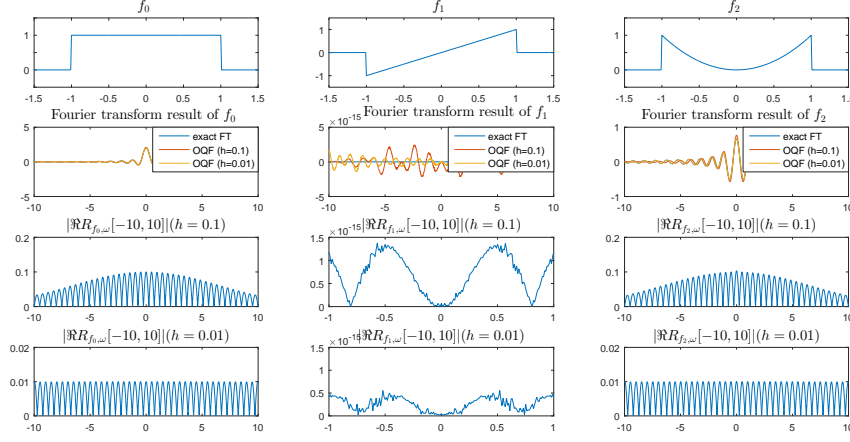 f_0 f_1 f_2
1
0
-1.5 -1 -0.5 0 0.5 1 1.5
1
0
-1
-1.5 -1 -0.5 0 0.5 1 1.5
1
0
-1.5 -1 -0.5 0 0.5 1 1.5
Fourier transform result of f_0
5
0
-5
-10 -5 0 5 10
exact FT
OQF (h=0.1)
OQF (h=0.01)
Fourier transform result of f_1
×10^{-15}
5
0
-5
-10 -5 0 5 10
exact FT
OQF (h=0.1)
OQF (h=0.01)
Fourier transform result of f_2
1
0
-1
-10 -5 0 5 10
exact FT
OQF (h=0.1)
OQF (h=0.01)
|ℜR_{f_0,ω}[−10, 10]|(h = 0.1)
0.2
0.1
0
-10 -5 0 5 10
|ℜR_{f_1,ω}[−10, 10]|(h = 0.1)
×10^{-15}
1.5
1
0.5
0
-1 -0.5 0 0.5 1
|ℜR_{f_2,ω}[−10, 10]|(h = 0.1)
0.2
0.1
0
-10 -5 0 5 10
|ℜR_{f_0,ω}[−10, 10]|(h = 0.01)
0.02
0.01
0
-10 -5 0 5 10
|ℜR_{f_1,ω}[−10, 10]|(h = 0.01)
×10^{-15}
1.5
1
0.5
0
-1 -0.5 0 0.5 1
|ℜR_{f_2,ω}[−10, 10]|(h = 0.01)
0.02
0.01
0
-10 -5 0 5 10